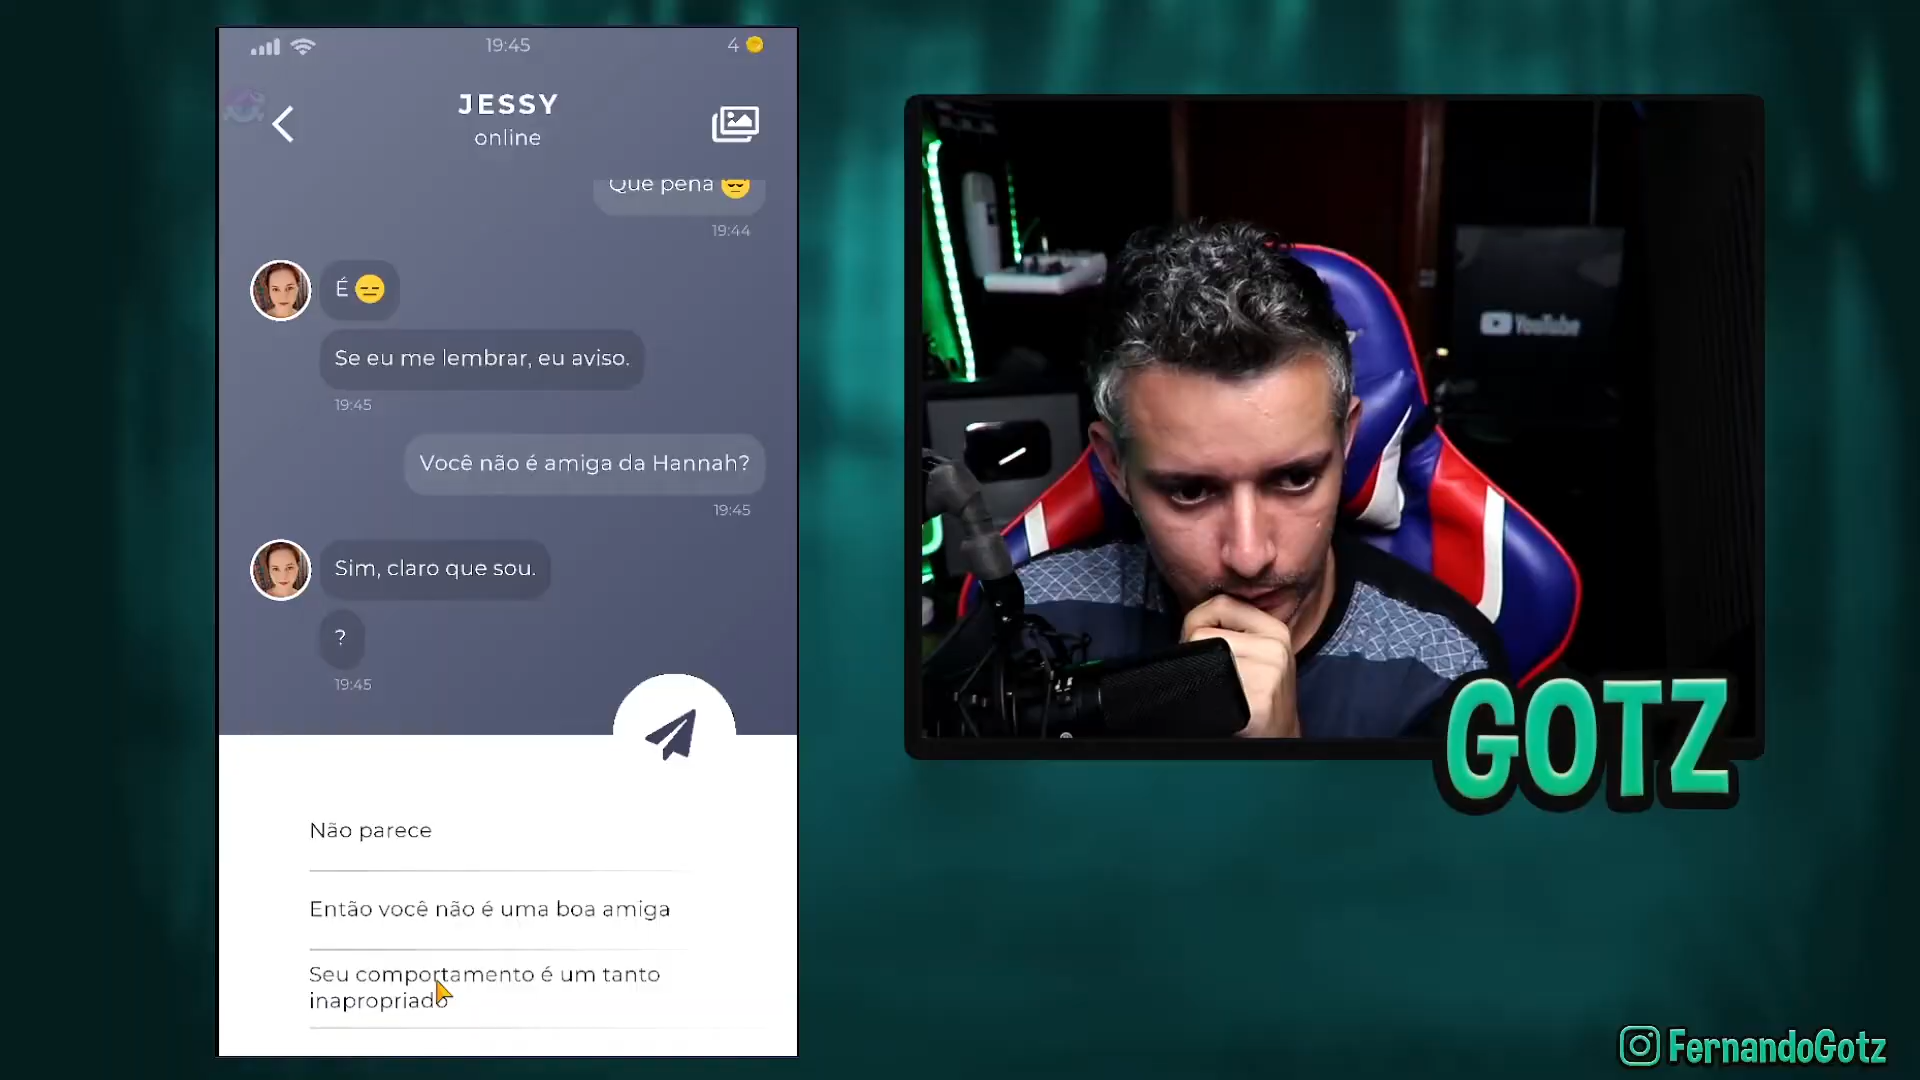 19:45
4
JESSY
online
Que pena
19:44
É
Se eu me lembrar, eu aviso.
19:45
Você não é amiga da Hannah?
19:45
Sim, claro que sou.
?
19:45
Não parece
Então você não é uma boa amiga
Seu comportamento é um tanto
inapropriado
YouTube
GOTZ
FernandoGotz